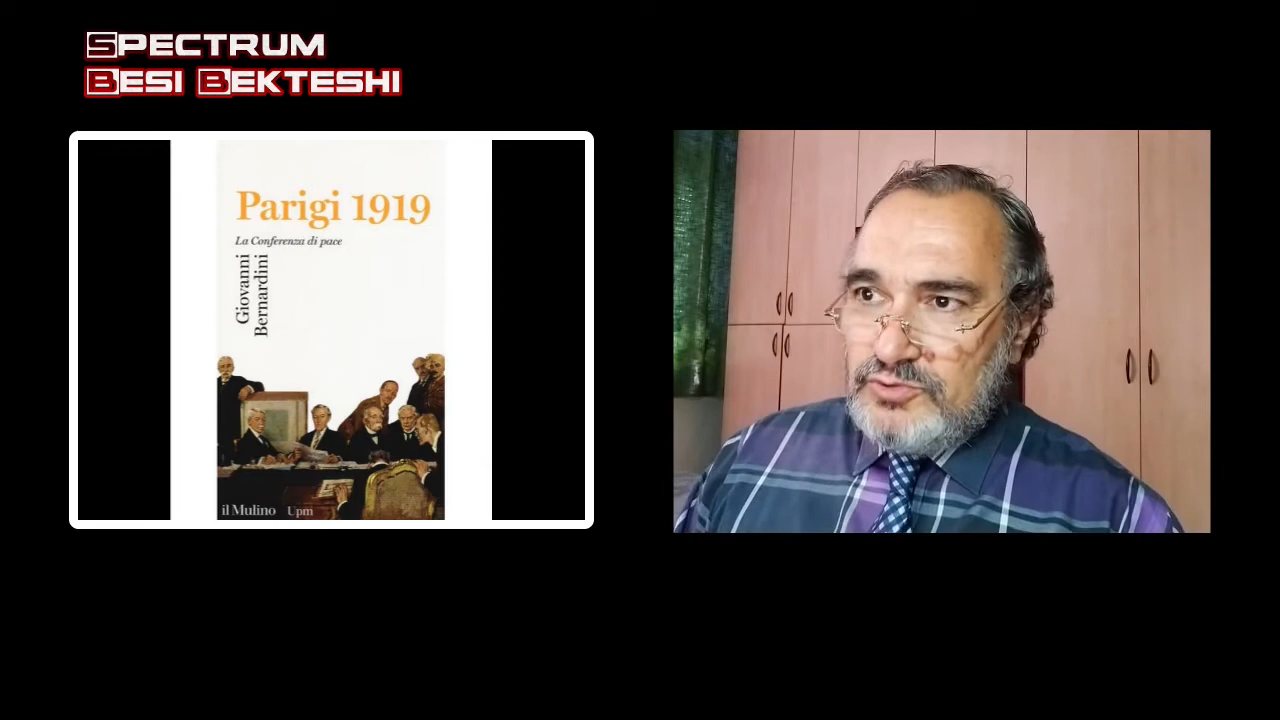 SPECTRUM
BESI BEKTESHI
Parigi 1919
La Conferenza di pace
Giovanni
Bernardini
il Mulino Upm